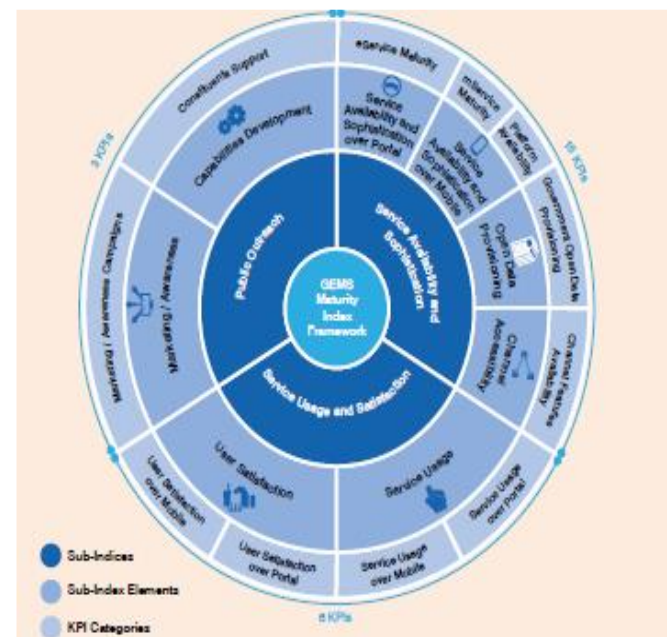 GEMS
Maturity
Index
Framework
Public Outreach
Service Availability and
Sophistication
Service Usage and Satisfaction
Capabilities Development
Service
Availability and
Sophistication
over Portal
Service
Availability and
Sophistication
over Mobile
Open Data
Provisioning
Channel
Accessibility
Service Usage
User Satisfaction
Marketing / Awareness
Constituents Support
eService Maturity
mService
Maturity
Platform
Availability
Government Open Data
Provisioning
Channel Features
Availability
Service Usage
over Portal
Service Usage
over Mobile
User Satisfaction
over Portal
User Satisfaction
over Mobile
Marketing / Awareness Campaigns
3 KPIs
6 KPIs
Sub-Indices
Sub-Index Elements
KPI Categories